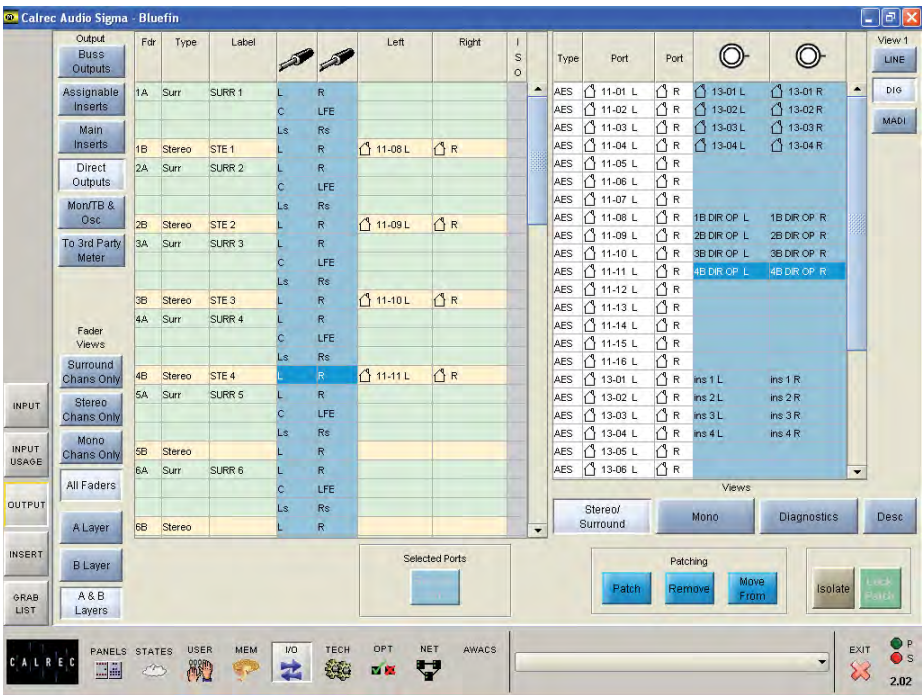 Calrec Audio Sigma - Bluefin
Output
Buss Outputs
Assignable Inserts
Main Inserts
Direct Outputs
Mon/TB & Osc
To 3rd Party Meter
Fader Views
Surround Chans Only
Stereo Chans Only
Mono Chans Only
All Faders
A Layer
B Layer
A & B Layers
INPUT
INPUT USAGE
OUTPUT
INSERT
GRAB LIST
Fdr Type Label Left Right ISO
1A Surr SURR 1 L R
C LFE
Ls Rs
1B Stereo STE 1 L R 11-08 L R
2A Surr SURR 2 L R
C LFE
Ls Rs
2B Stereo STE 2 L R 11-09 L R
3A Surr SURR 3 L R
C LFE
Ls Rs
3B Stereo STE 3 L R 11-10 L R
4A Surr SURR 4 L R
C LFE
Ls Rs
4B Stereo STE 4 L R 11-11 L R
5A Surr SURR 5 L R
C LFE
Ls Rs
5B Stereo L R
6A Surr SURR 6 L R
C LFE
Ls Rs
6B Stereo L R
Type Port Port
AES 11-01 L R 13-01 L 13-01 R
AES 11-02 L R 13-02 L 13-02 R
AES 11-03 L R 13-03 L 13-03 R
AES 11-04 L R 13-04 L 13-04 R
AES 11-05 L R
AES 11-06 L R
AES 11-07 L R
AES 11-08 L R 1B DIR OP L 1B DIR OP R
AES 11-09 L R 2B DIR OP L 2B DIR OP R
AES 11-10 L R 3B DIR OP L 3B DIR OP R
AES 11-11 L R 4B DIR OP L 4B DIR OP R
AES 11-12 L R
AES 11-13 L R
AES 11-14 L R
AES 11-15 L R
AES 11-16 L R
AES 13-01 L R ins 1 L ins 1 R
AES 13-02 L R ins 2 L ins 2 R
AES 13-03 L R ins 3 L ins 3 R
AES 13-04 L R ins 4 L ins 4 R
AES 13-05 L R
AES 13-06 L R
View 1
LINE
DIG
MADI
Views
Stereo/ Surround
Mono
Diagnostics
Desc
Selected Ports
Patching
Patch
Remove
Move From
Isolate
Lock Patch
CALREC
PANELS STATES USER MEM I/O TECH OPT NET AWACS
EXIT
P
S
2.02